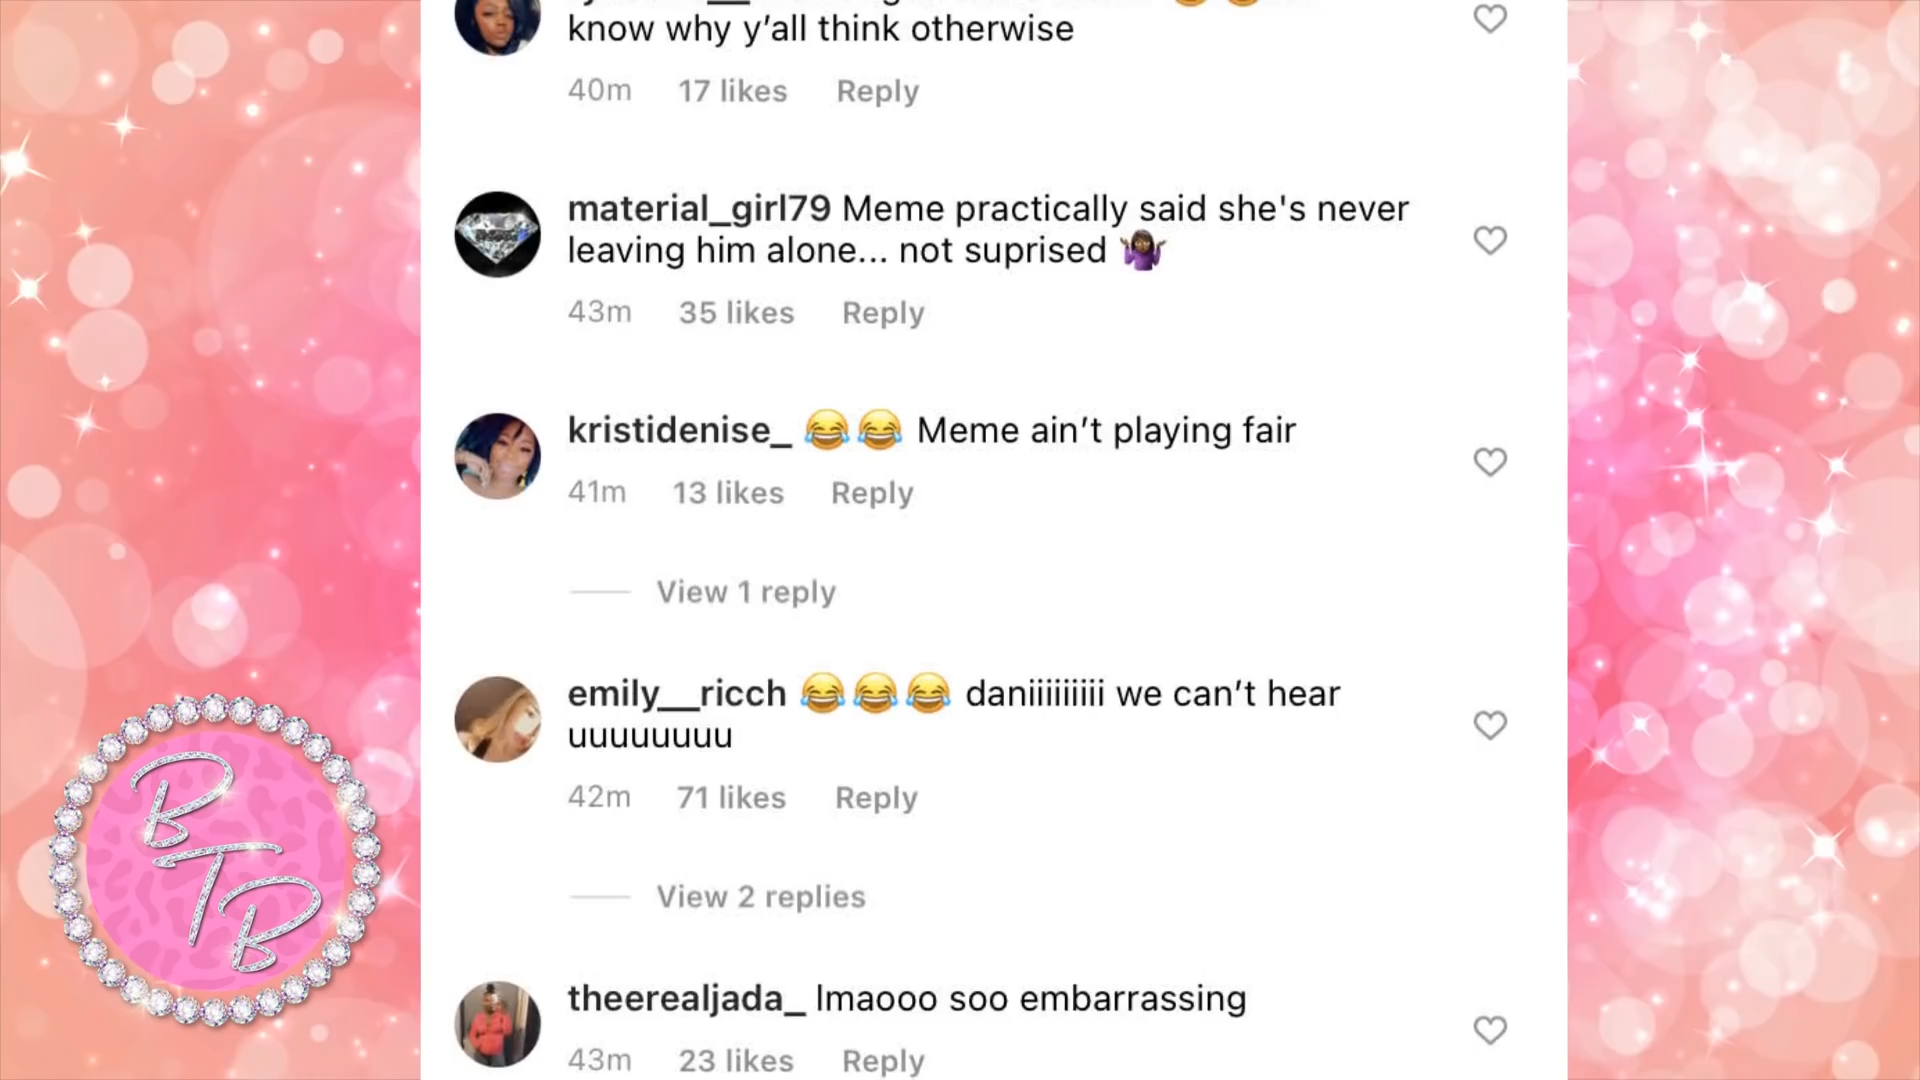 know why y’all think otherwise
40m 17 likes Reply
material_girl79 Meme practically said she's never
leaving him alone... not suprised 🤷🏾‍♀️
43m 35 likes Reply
kristidenise_ 😂😂 Meme ain’t playing fair
41m 13 likes Reply
View 1 reply
emily__ricch 😂😂😂 daniiiiiiiii we can’t hear
uuuuuuuu
42m 71 likes Reply
View 2 replies
BTB
theerealjada_ lmaooo soo embarrassing
43m 23 likes Reply